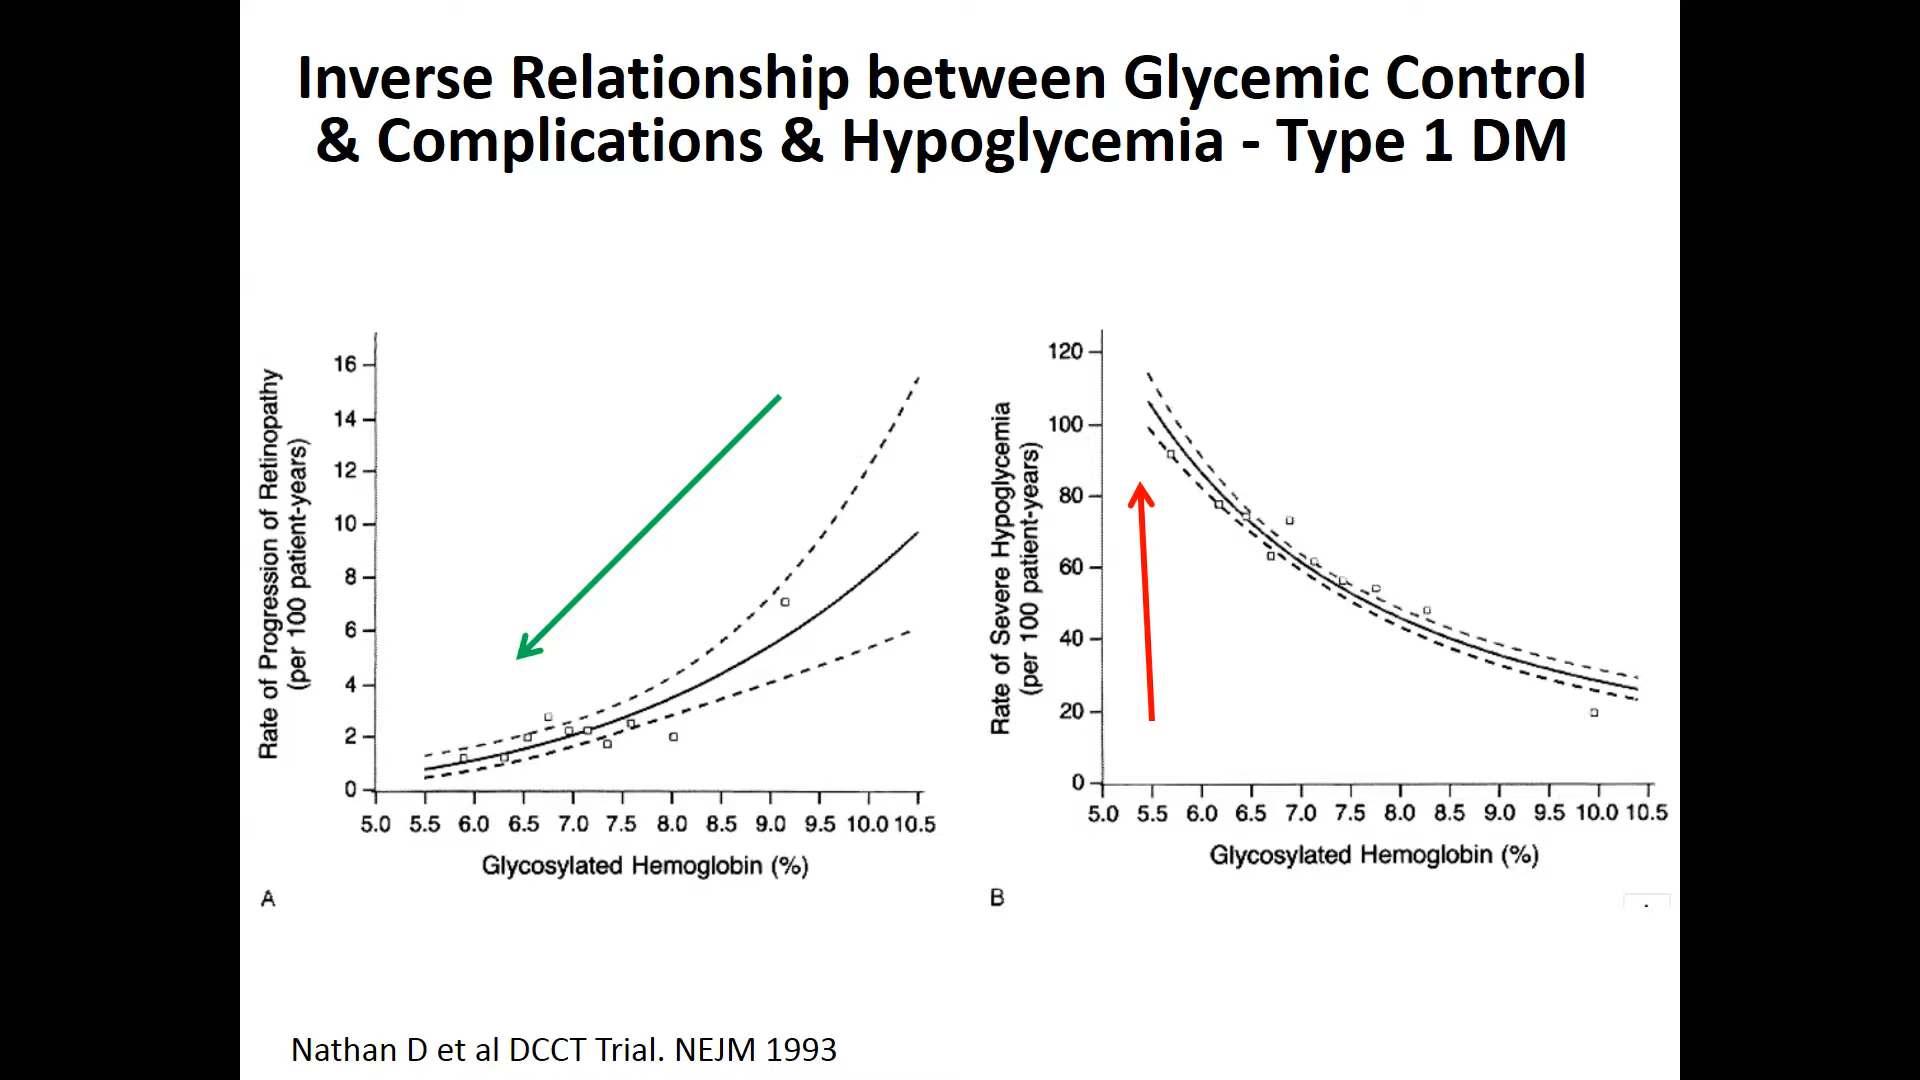 Inverse Relationship between Glycemic Control
& Complications & Hypoglycemia - Type 1 DM
Rate of Progression of Retinopathy
(per 100 patient-years)
16
14
12
10
8
6
4
2
0
5.0 5.5 6.0 6.5 7.0 7.5 8.0 8.5 9.0 9.5 10.0 10.5
Glycosylated Hemoglobin (%)
A
Rate of Severe Hypoglycemia
(per 100 patient-years)
120
100
80
60
40
20
0
5.0 5.5 6.0 6.5 7.0 7.5 8.0 8.5 9.0 9.5 10.0 10.5
Glycosylated Hemoglobin (%)
B
Nathan D et al DCCT Trial. NEJM 1993